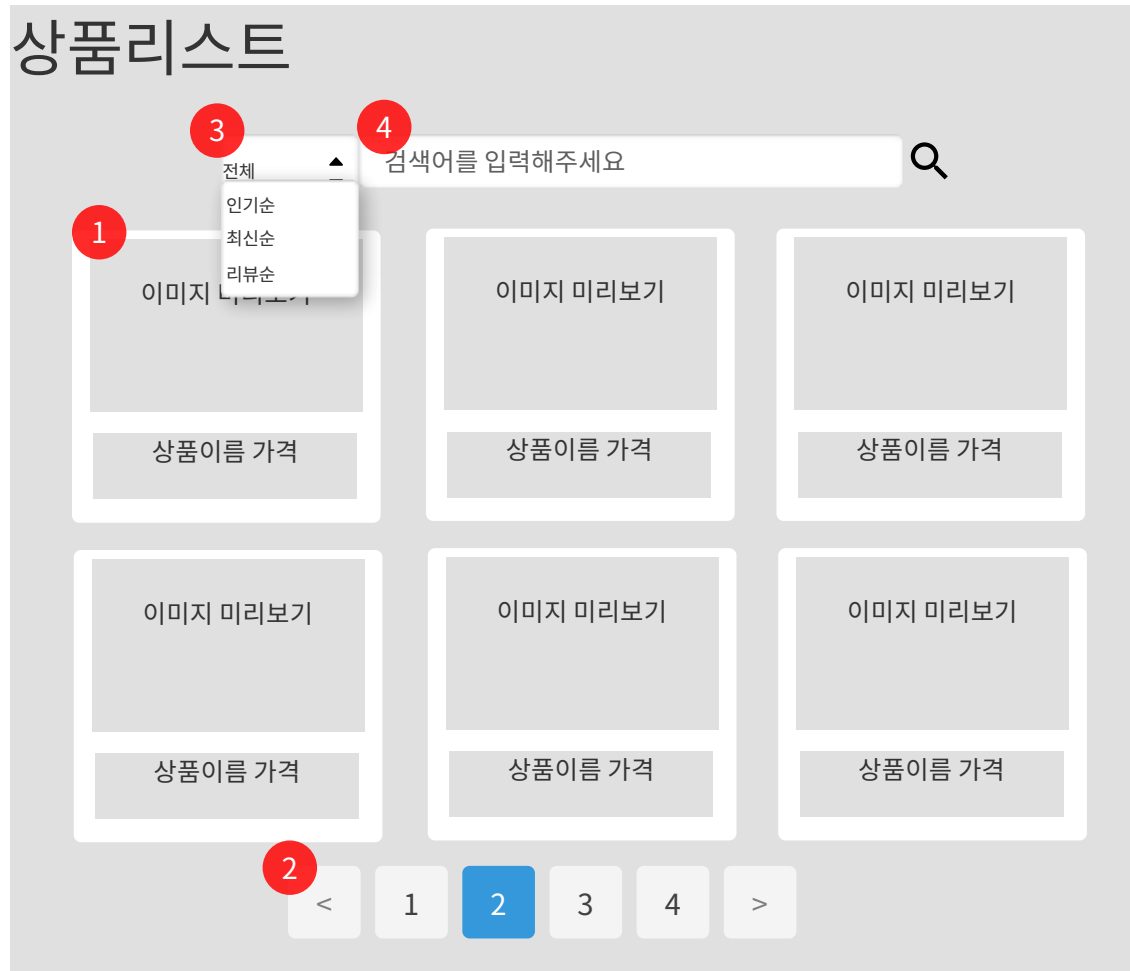 상품리스트
3
4
전체
검색어를 입력해주세요
인기순
최신순
리뷰순
1
이미지 미리보기
이미지 미리보기
이미지 미리보기
상품이름 가격
상품이름 가격
상품이름 가격
이미지 미리보기
이미지 미리보기
이미지 미리보기
상품이름 가격
상품이름 가격
상품이름 가격
2
< 1 2 3 4 >